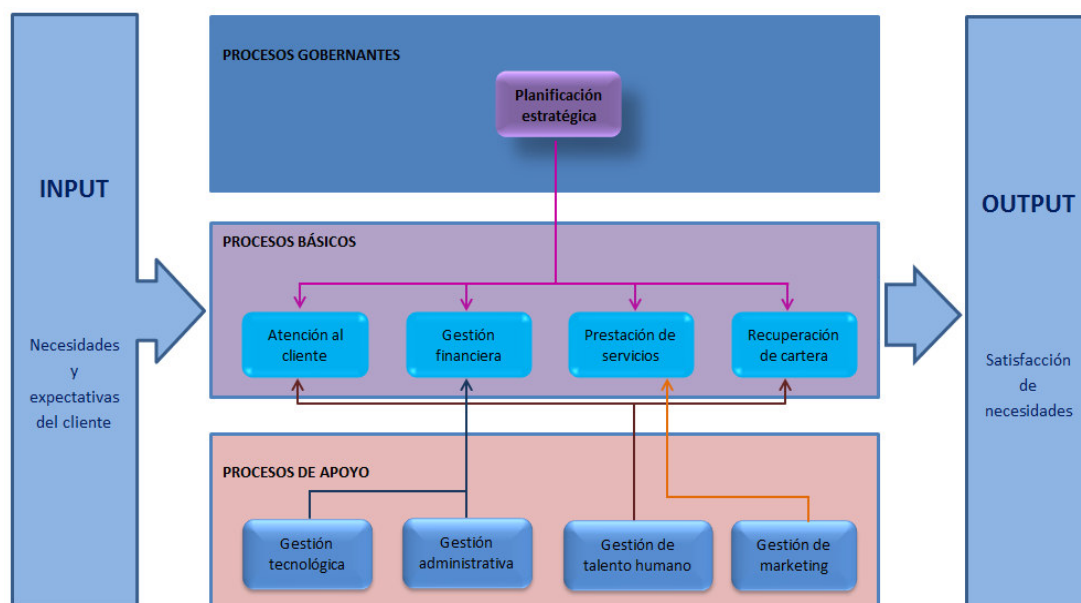 INPUT
Necesidades
y
expectativas
del cliente
PROCESOS GOBERNANTES
Planificación
estratégica
PROCESOS BÁSICOS
Atención al
cliente
Gestión
financiera
Prestación de
servicios
Recuperación
de cartera
PROCESOS DE APOYO
Gestión
tecnológica
Gestión
administrativa
Gestión de
talento humano
Gestión de
marketing
OUTPUT
Satisfacción
de
necesidades